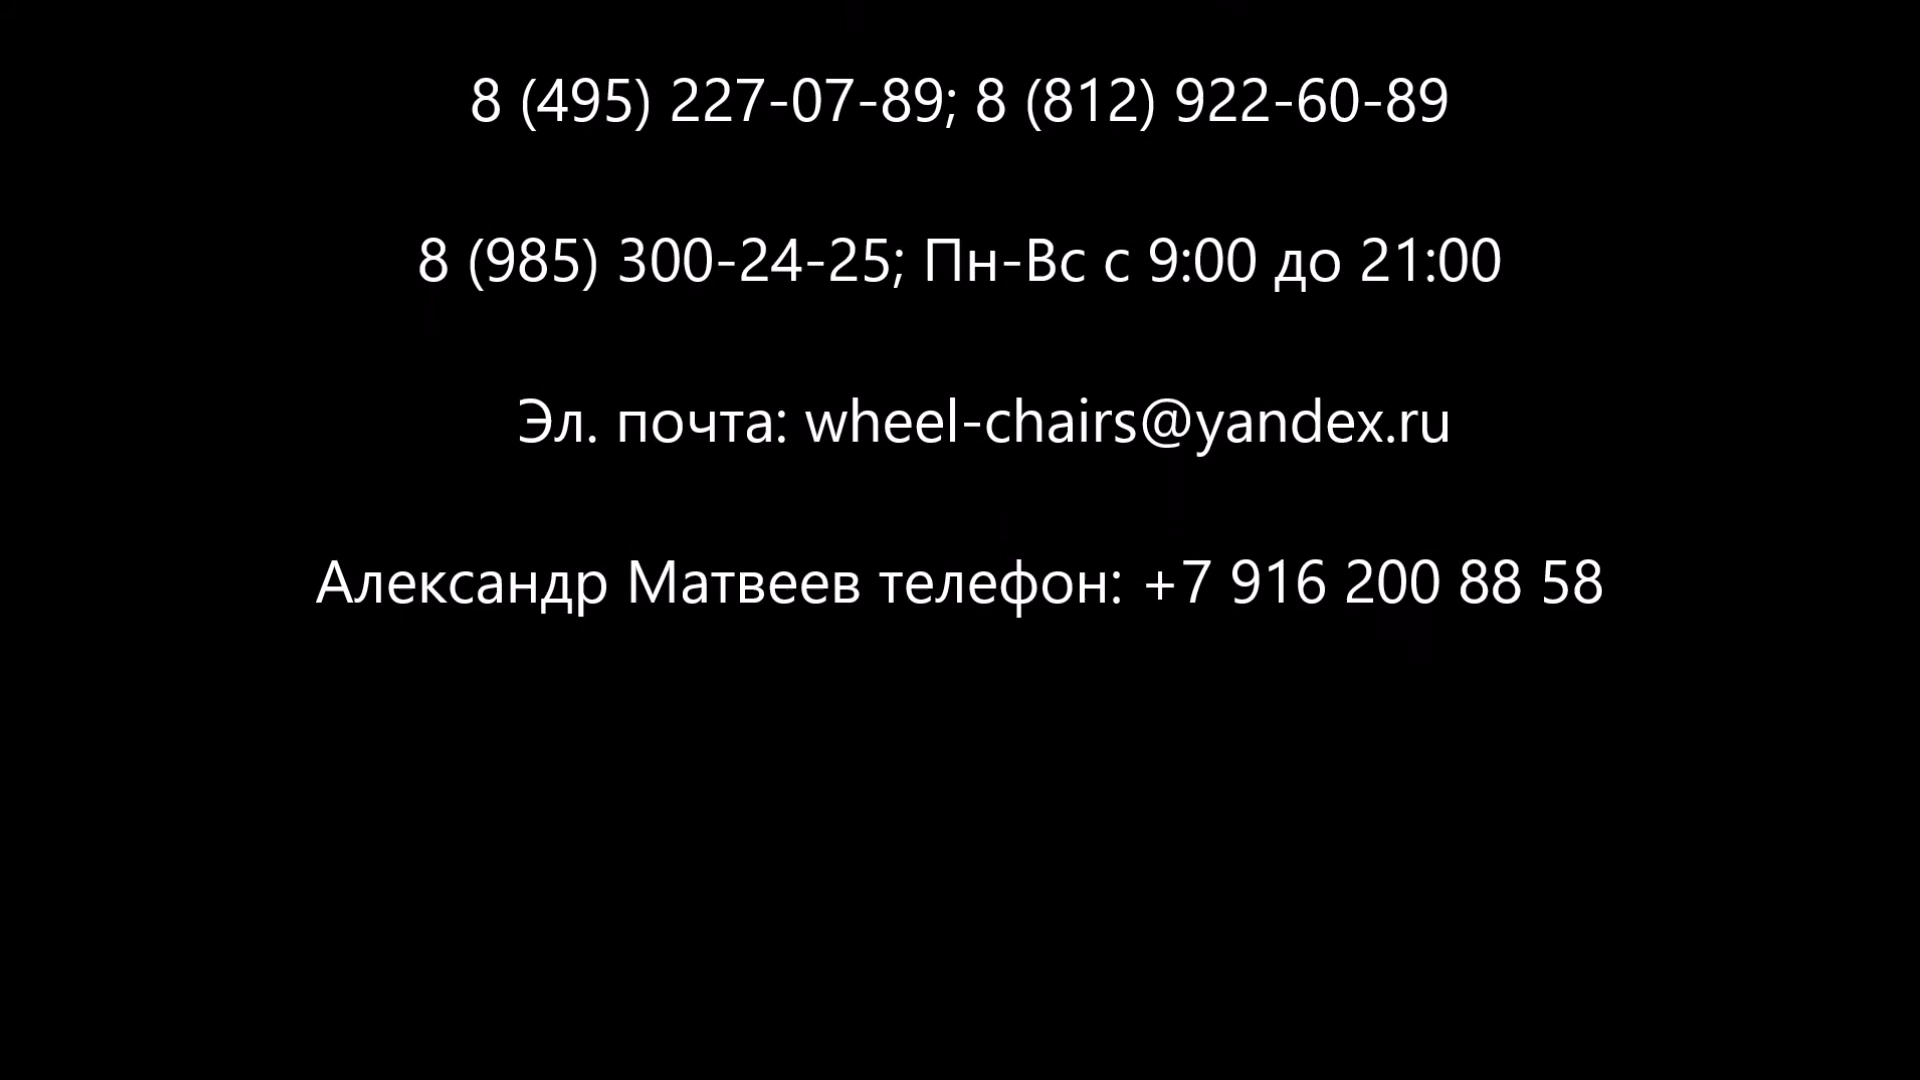 8 (495) 227-07-89; 8 (812) 922-60-89
8 (985) 300-24-25; Пн-Вс с 9:00 до 21:00
Эл. почта: wheel-chairs@yandex.ru
Александр Матвеев телефон: +7 916 200 88 58